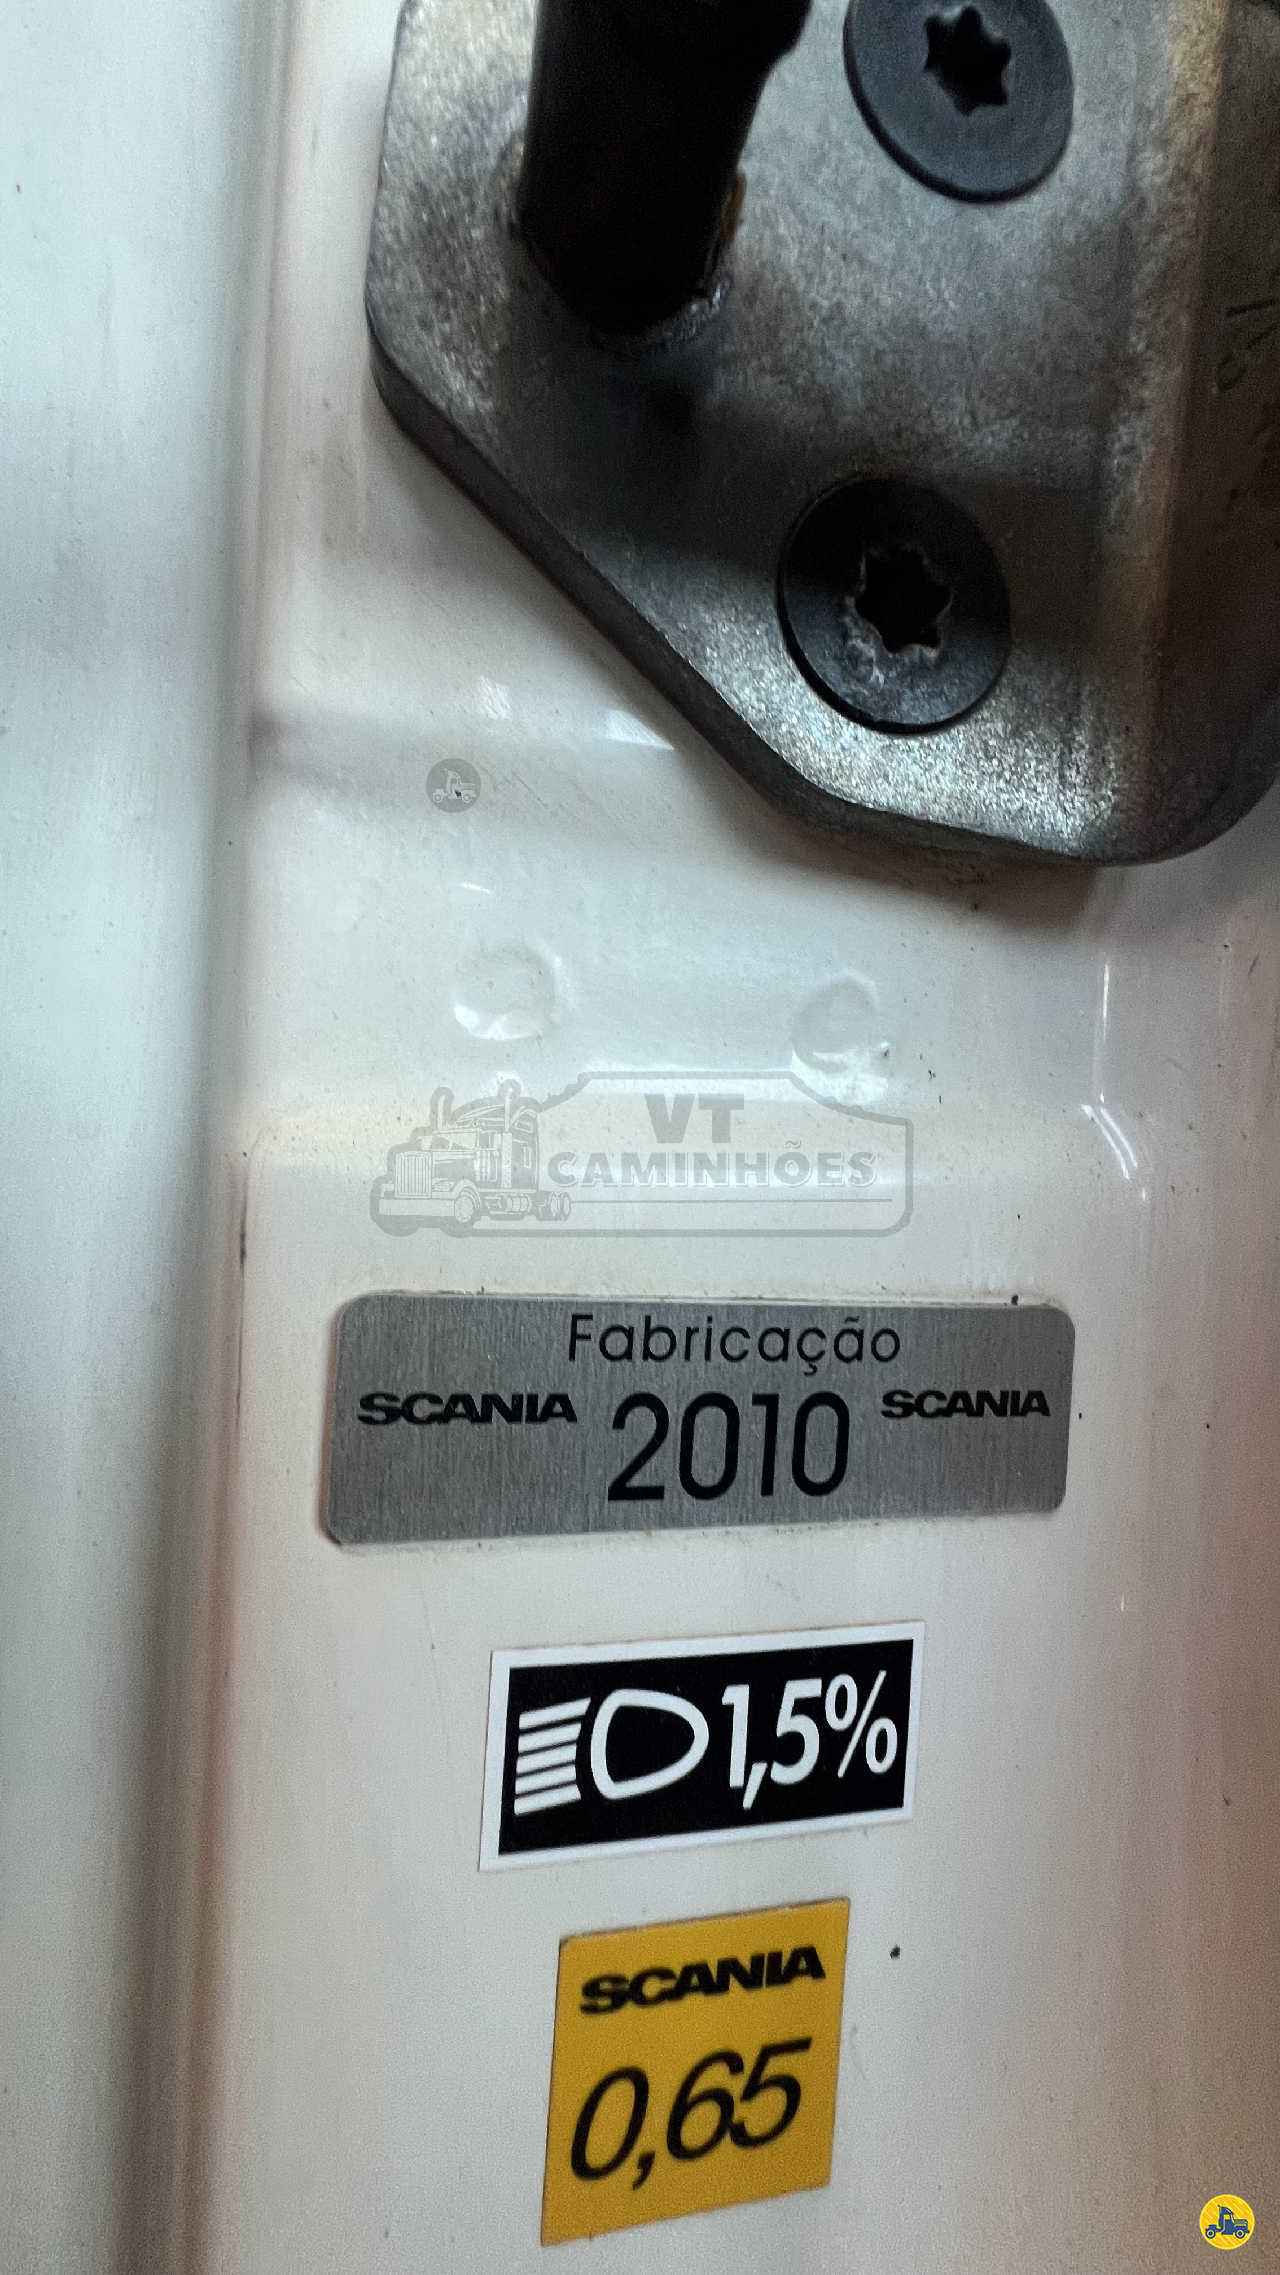 VT
CAMINHÕES
Fabricação
SCANIA 2010 SCANIA
1,5%
SCANIA
0,65